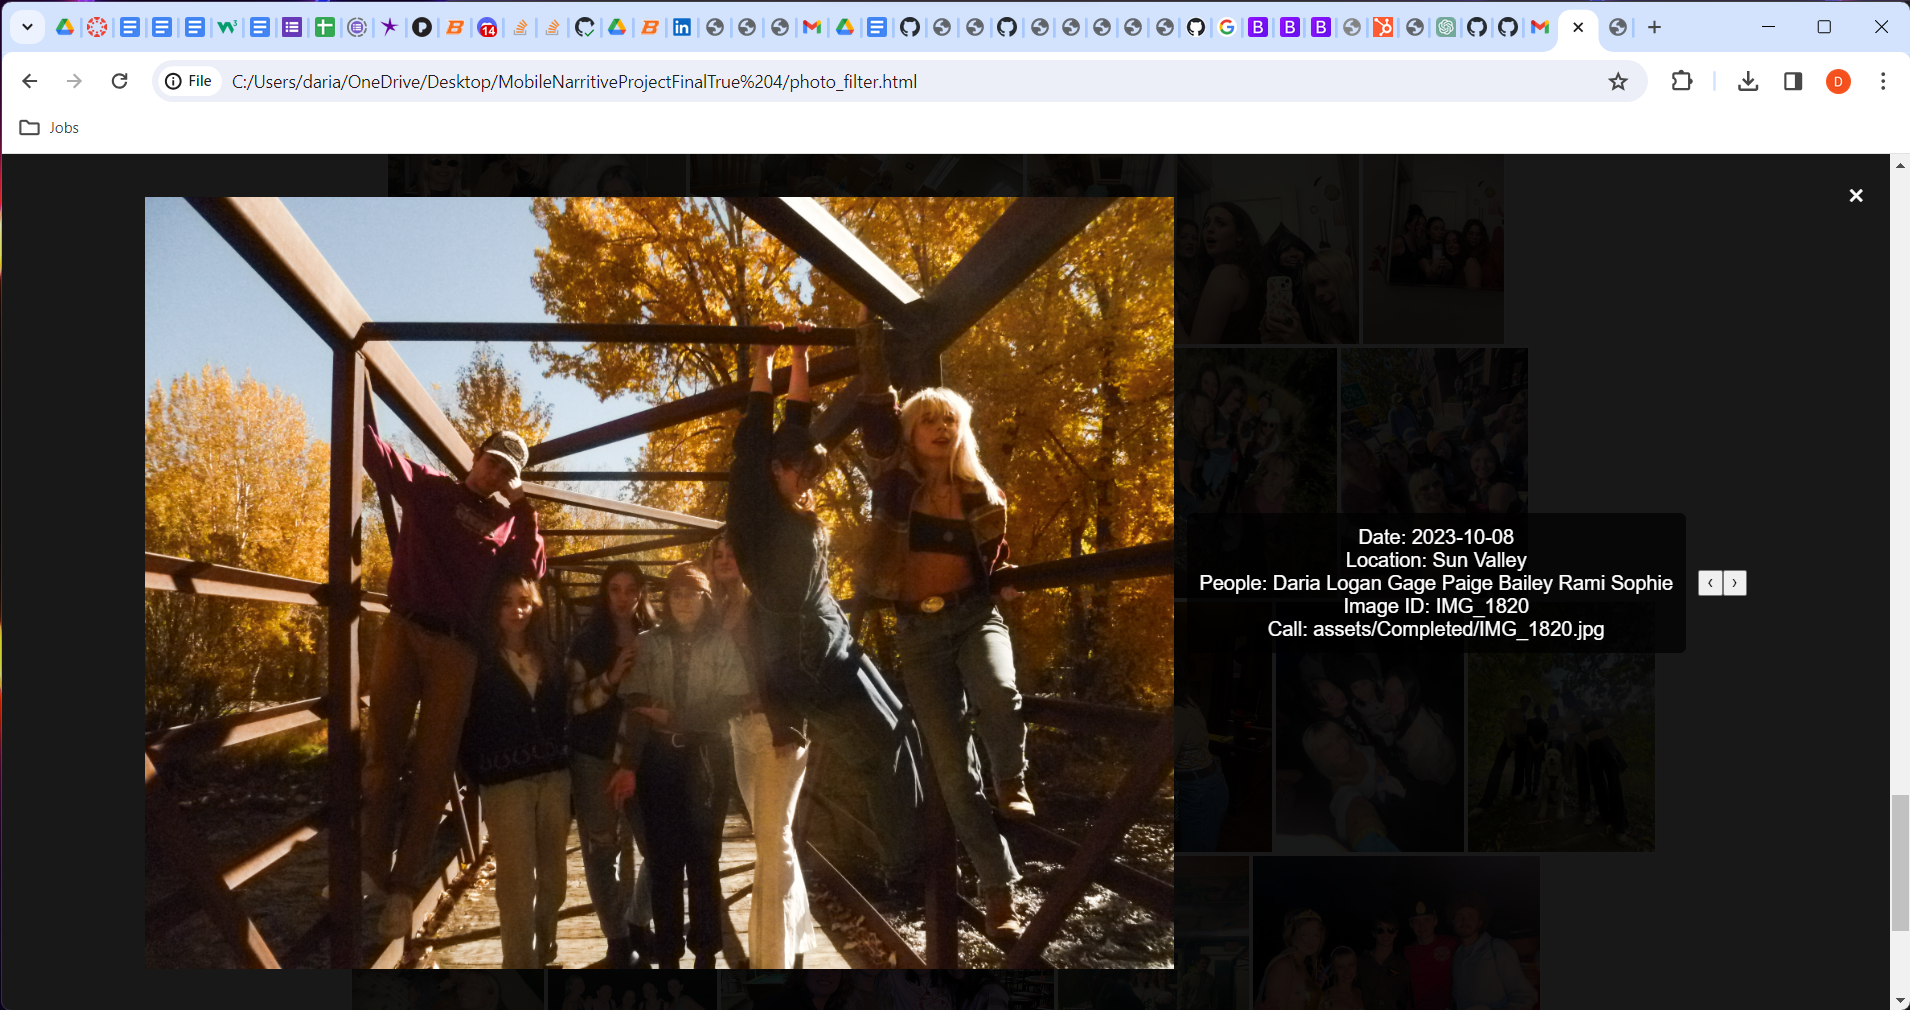 14
File
C:/Users/daria/OneDrive/Desktop/MobileNarritiveProjectFinalTrue%204/photo_filter.html
D
Jobs
Date: 2023-10-08
Location: Sun Valley
People: Daria Logan Gage Paige Bailey Rami Sophie
Image ID: IMG_1820
Call: assets/Completed/IMG_1820.jpg